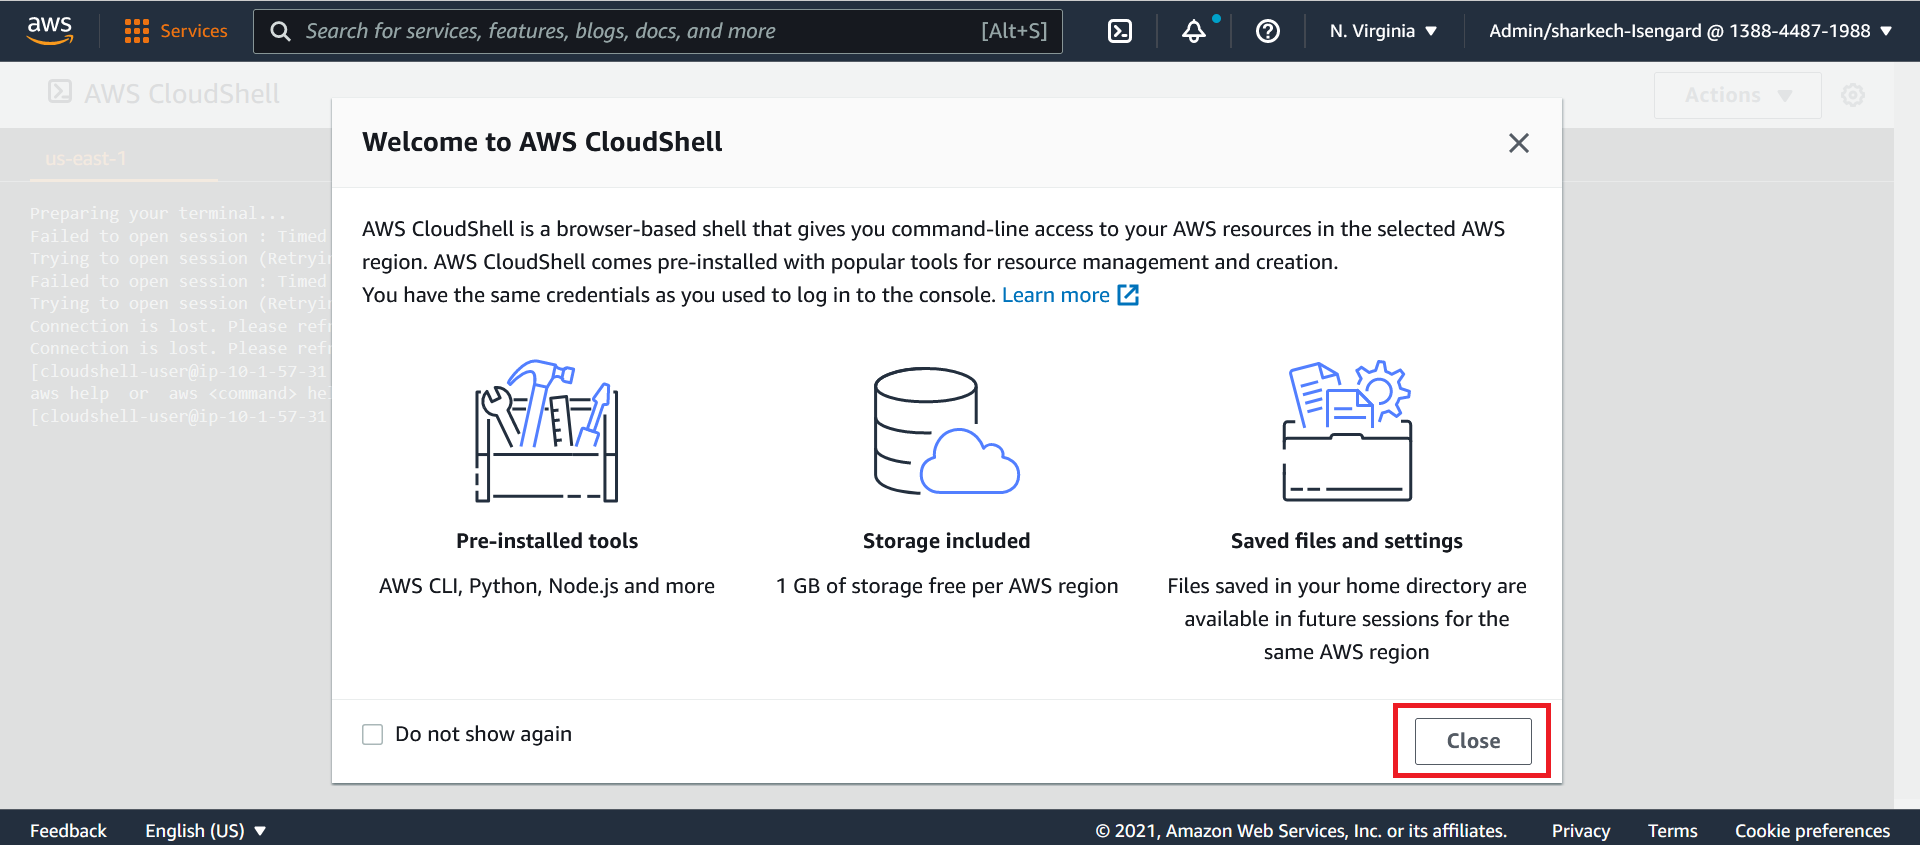 aws
Services
Search for services, features, blogs, docs, and more [Alt+S]
N. Virginia
Admin/sharkech-Isengard @ 1388-4487-1988
AWS CloudShell
Actions
us-east-1
Preparing your terminal...
Failed to open session : Timed
Trying to open session (Retryin
Failed to open session : Timed
Trying to open session (Retryin
Connection is lost. Please refr
Connection is lost. Please refr
[cloudshell-user@ip-10-1-57-31
aws help or aws <command> hel
[cloudshell-user@ip-10-1-57-31
Welcome to AWS CloudShell
AWS CloudShell is a browser-based shell that gives you command-line access to your AWS resources in the selected AWS
region. AWS CloudShell comes pre-installed with popular tools for resource management and creation.
You have the same credentials as you used to log in to the console. Learn more
Pre-installed tools
AWS CLI, Python, Node.js and more
Storage included
1 GB of storage free per AWS region
Saved files and settings
Files saved in your home directory are
available in future sessions for the
same AWS region
Do not show again
Close
Feedback
English (US)
© 2021, Amazon Web Services, Inc. or its affiliates.
Privacy
Terms
Cookie preferences